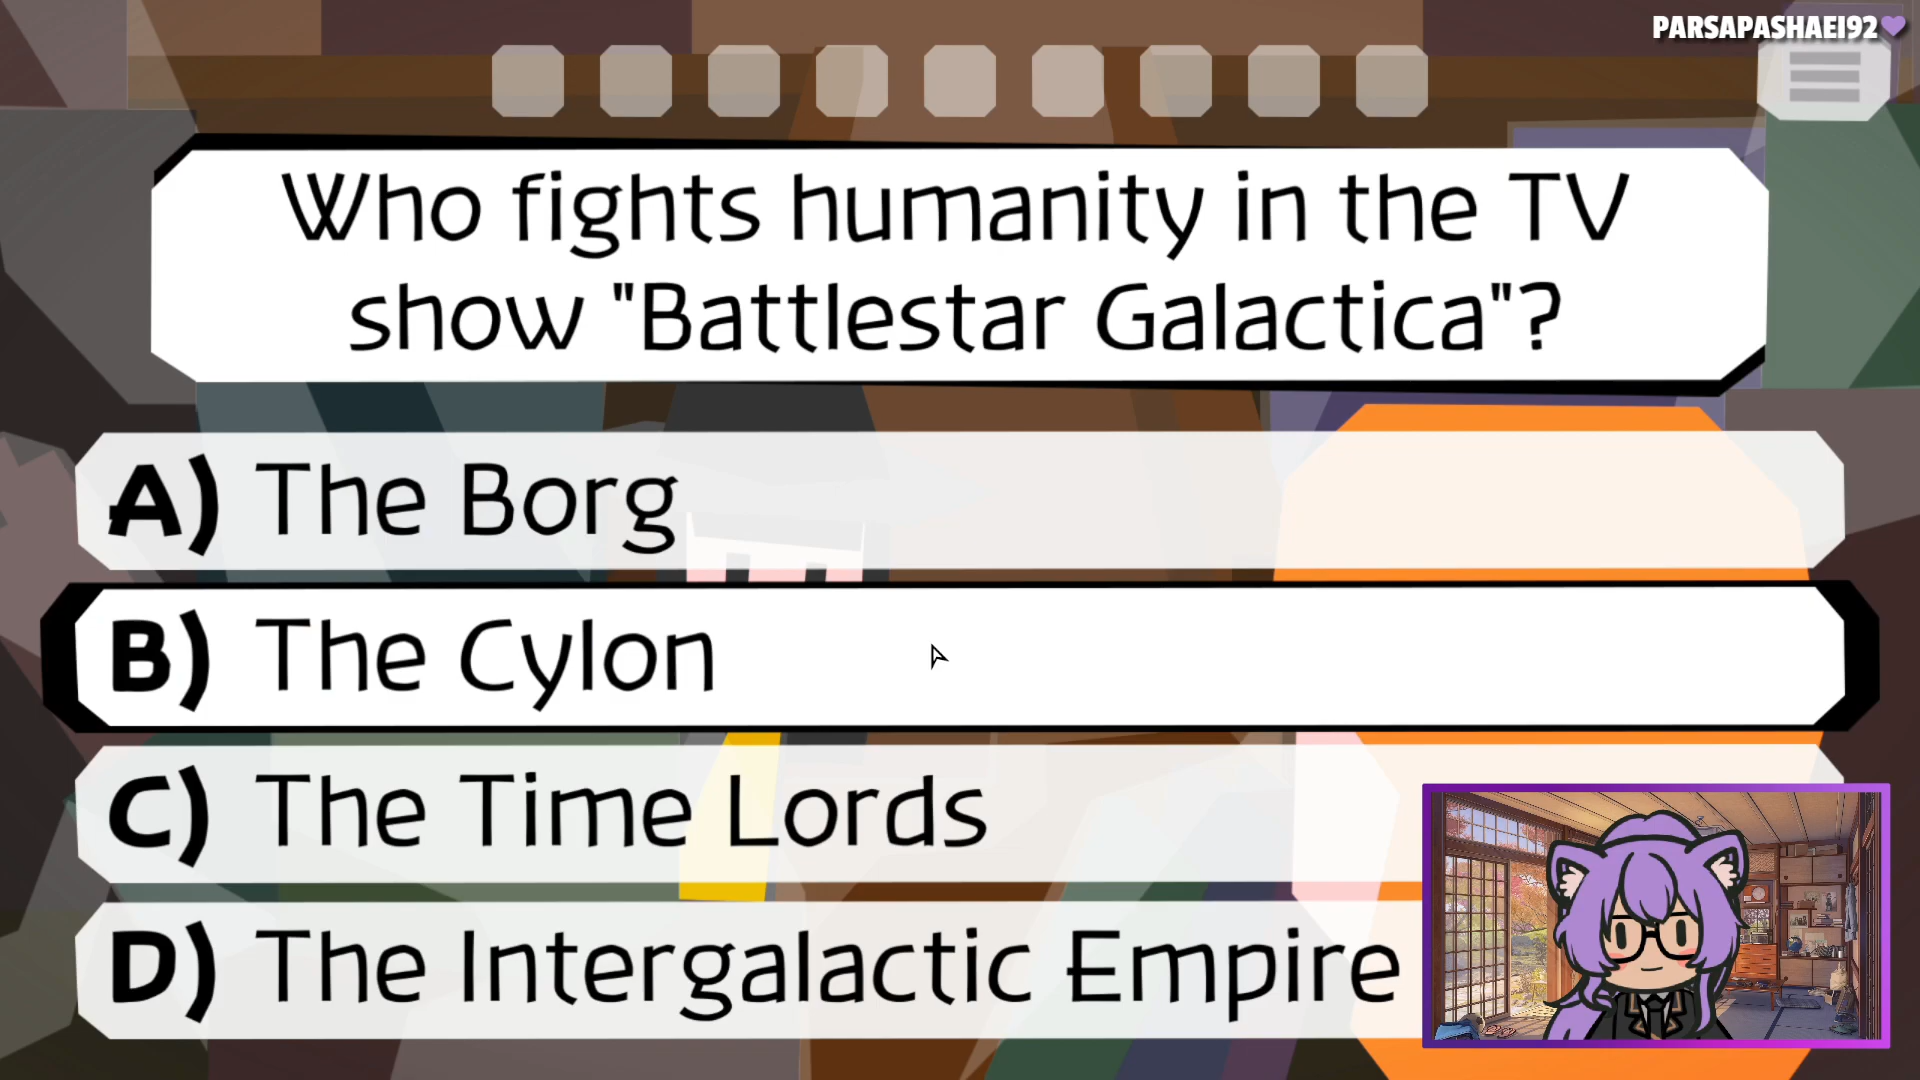 PARSAPASHAEI92💜
Who fights humanity in the TV
show "Battlestar Galactica"?
A) The Borg
B) The Cylon
C) The Time Lords
D) The Intergalactic Empire